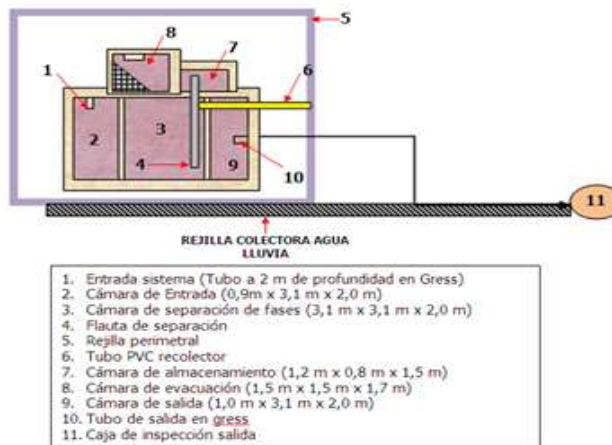 8
7
5
1
6
2
3
4
9
10
11
REJILLA COLECTORA AGUA
LLUVIA
1. Entrada sistema (Tubo a 2 m de profundidad en Gress)
2. Cámara de Entrada (0,9m x 3,1 m x 2,0 m)
3. Cámara de separación de fases (3,1 m x 3,1 m x 2,0 m)
4. Flauta de separación
5. Rejilla perimetral
6. Tubo PVC recolector
7. Cámara de almacenamiento (1,2 m x 0,8 m x 1,5 m)
8. Cámara de evacuación (1,5 m x 1,5 m x 1,7 m)
9. Cámara de salida (1,0 m x 3,1 m x 2,0 m)
10. Tubo de salida en gress
11. Caja de inspección salida